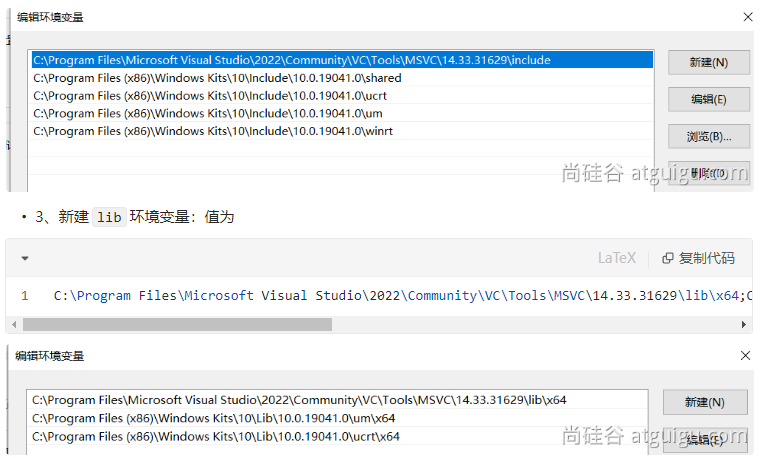 编辑环境变量
C:\Program Files\Microsoft Visual Studio\2022\Community\VC\Tools\MSVC\14.33.31629\include
新建(N)
C:\Program Files (x86)\Windows Kits\10\Include\10.0.19041.0\shared
C:\Program Files (x86)\Windows Kits\10\Include\10.0.19041.0\ucrt
编辑(E)
C:\Program Files (x86)\Windows Kits\10\Include\10.0.19041.0\um
C:\Program Files (x86)\Windows Kits\10\Include\10.0.19041.0\winrt
浏览(B)...
尚硅谷 atguigu.com
删除(D)
• 3、新建 lib 环境变量：值为
LaTeX
复制代码
1 C:\Program Files\Microsoft Visual Studio\2022\Community\VC\Tools\MSVC\14.33.31629\lib\x64;C
编辑环境变量
C:\Program Files\Microsoft Visual Studio\2022\Community\VC\Tools\MSVC\14.33.31629\lib\x64
新建(N)
C:\Program Files (x86)\Windows Kits\10\Lib\10.0.19041.0\um\x64
C:\Program Files (x86)\Windows Kits\10\Lib\10.0.19041.0\ucrt\x64
尚硅谷 atguigu.com
编辑(E)